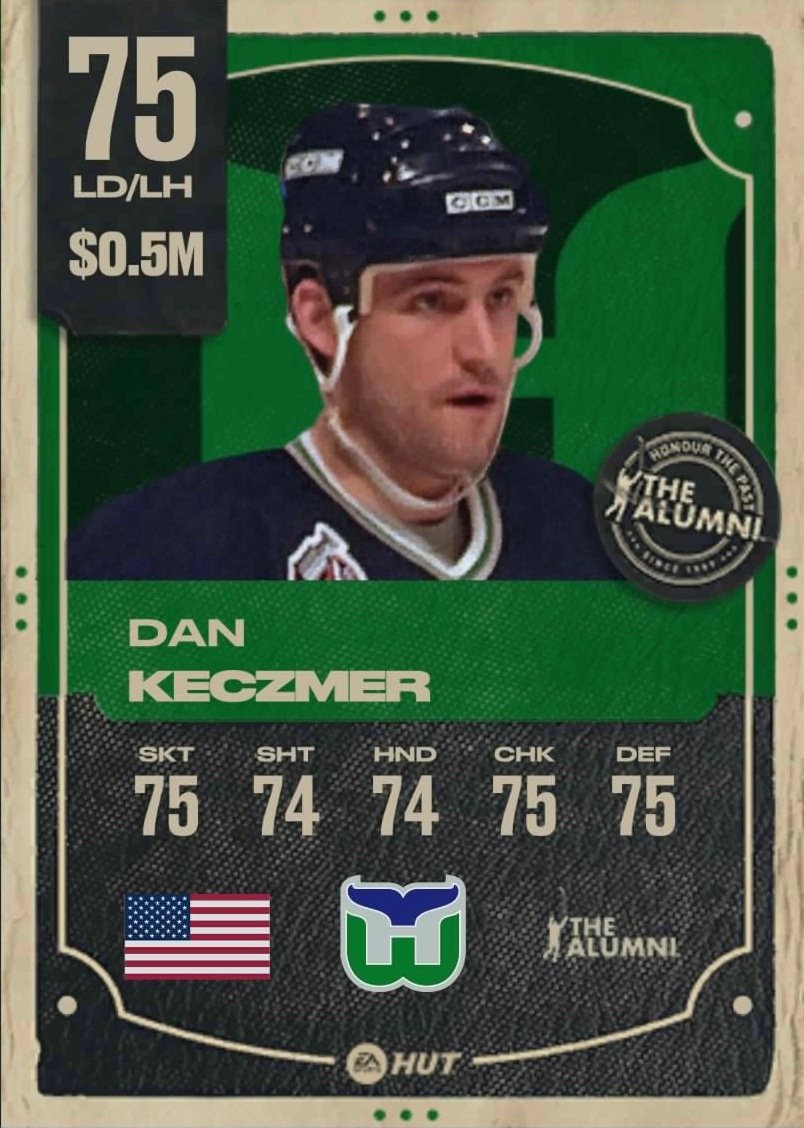 75
LD/LH
$0.5M
CCM
CCM
HONOUR THE PAST
THE
ALUMNI
DAN
KECZMER
SKT SHT HND CHK DEF
75 74 74 75 75
THE
ALUMNI
EA HUT